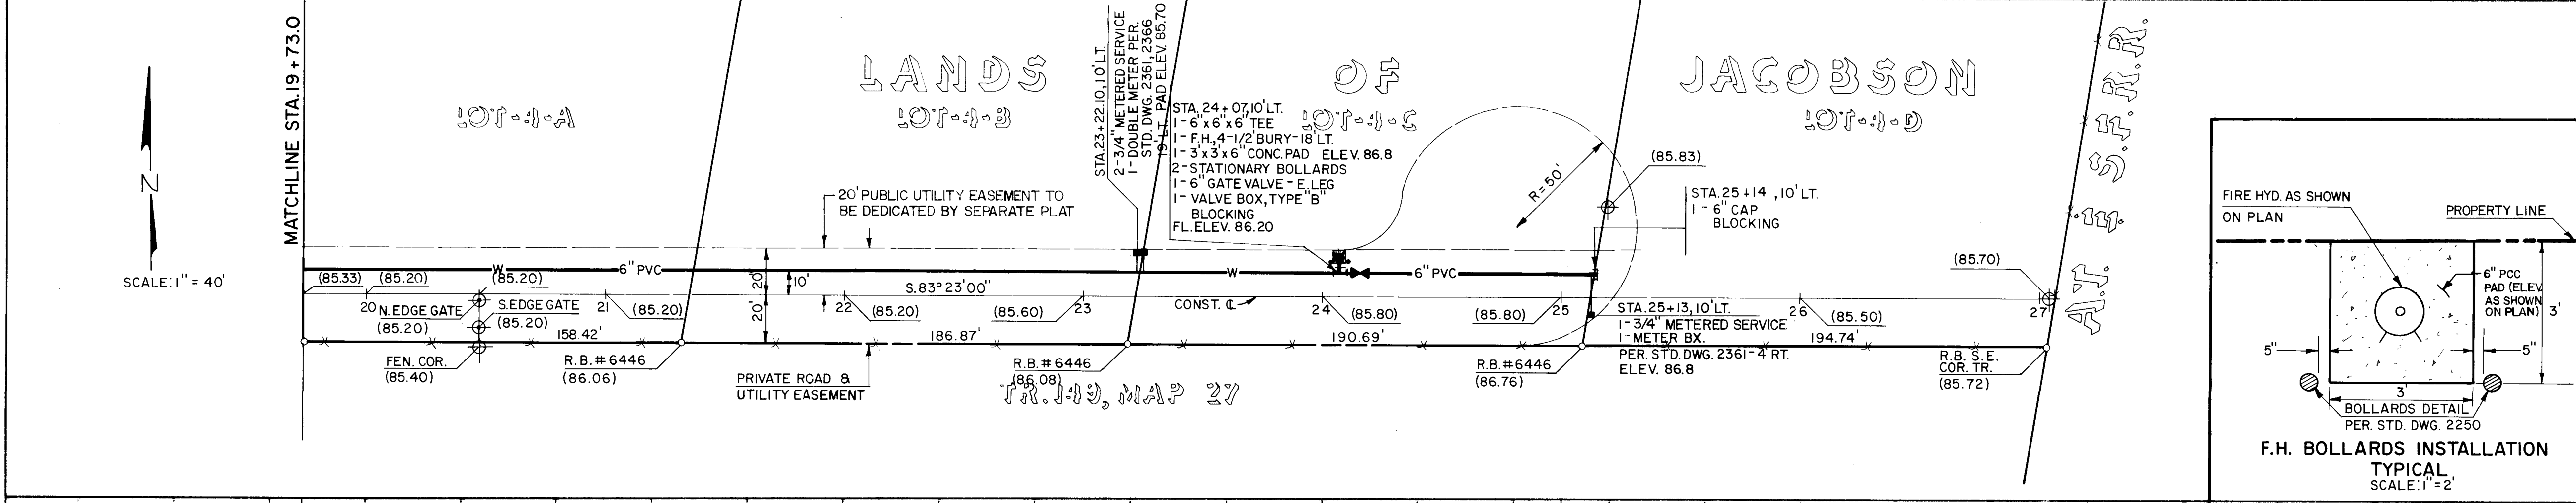 MATCHLINE STA. 19 + 73.0
N
SCALE: 1" = 40'
LANDS OF JACOBSON
LOT-4-A
LOT-4-B
LOT-4-C
LOT-4-D
A.T. & S.F. R.R.
STA. 23+22.10, 10' LT.
2-3/4" METERED SERVICE
1-DOUBLE METER PER.
STD. DWG. 2361, 2366
19' LT. PAD ELEV. 85.70
STA. 24+07, 10' LT.
1-6"x6"x6" TEE
1-F.H., 4-1/2' BURY-18' LT.
1-3'x3'x6" CONC. PAD ELEV. 86.8
2-STATIONARY BOLLARDS
1-6" GATE VALVE-E. LEG
1-VALVE BOX, TYPE "B"
BLOCKING
FL. ELEV. 86.20
20' PUBLIC UTILITY EASEMENT TO
BE DEDICATED BY SEPARATE PLAT
R=50'
(85.83)
STA. 25+14, 10' LT.
1-6" CAP
BLOCKING
W
6" PVC
W
6" PVC
(85.33)
(85.20)
(85.20)
20'
10'
20'
S. 83° 23' 00"
CONST. ℄
(85.70)
20
N. EDGE GATE
(85.20)
S. EDGE GATE
(85.20)
21
(85.20)
22
(85.20)
23
(85.60)
24
(85.80)
25
(85.80)
26
(85.50)
27
158.42'
186.87'
190.69'
194.74'
STA. 25+13, 10' LT.
1-3/4" METERED SERVICE
1-METER BX.
PER. STD. DWG. 2361-4' RT.
ELEV. 86.8
FEN. COR.
(85.40)
R.B. #6446
(86.06)
PRIVATE ROAD &
UTILITY EASEMENT
R.B. #6446
(86.08)
TR. 149, MAP 27
R.B. #6446
(86.76)
R.B. S.E.
COR. TR.
(85.72)
FIRE HYD. AS SHOWN
ON PLAN
PROPERTY LINE
6" PCC
PAD (ELEV.
AS SHOWN
ON PLAN)
3'
5"
5"
3'
BOLLARDS DETAIL
PER. STD. DWG. 2250
F.H. BOLLARDS INSTALLATION
TYPICAL
SCALE: 1" = 2'